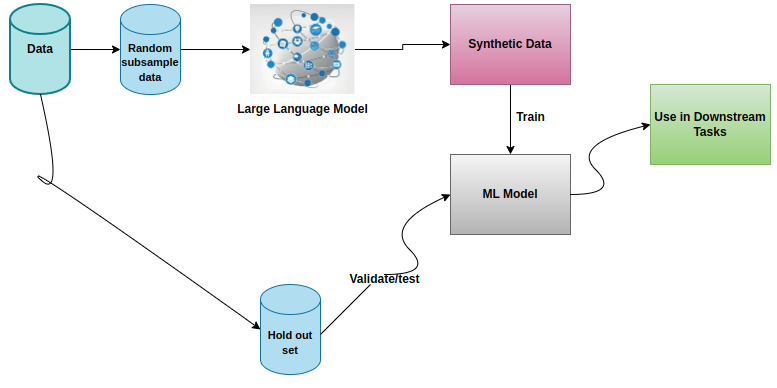 Data
Random
subsample
data
Large Language Model
Synthetic Data
Train
Use in Downstream
Tasks
ML Model
Validate/test
Hold out
set